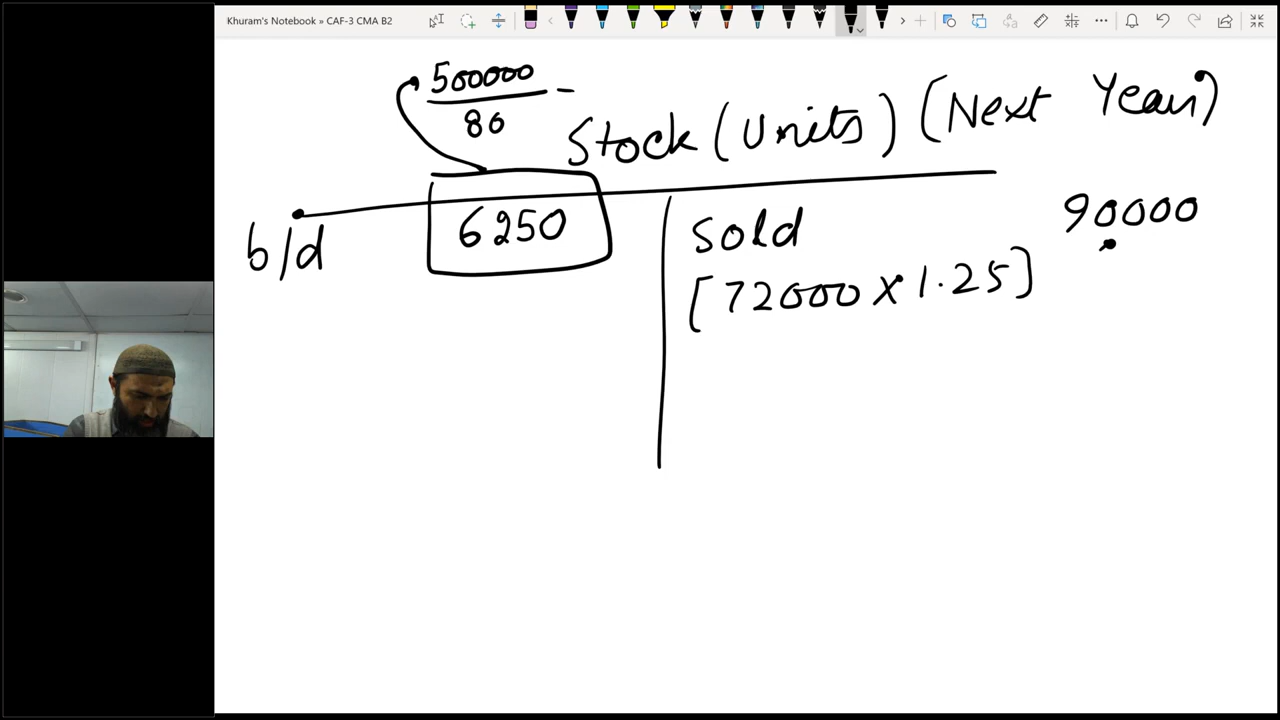 Khuram's Notebook » CAF-3 CMA B2
500000
80 -
Stock (Units) (Next Year)
b/d 6250
Sold 90000
[72000 x 1.25]